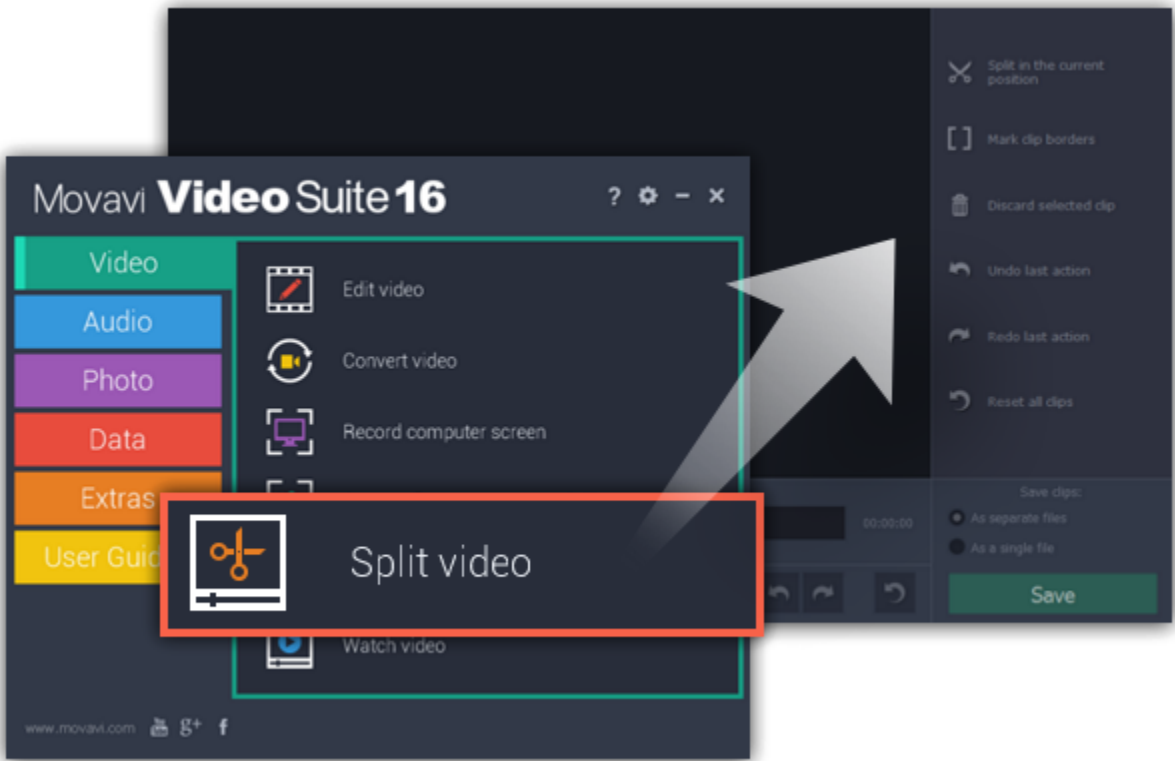 Split in the current
position
Mark clip borders
Discard selected clip
Undo last action
Redo last action
Reset all clips
Save clips:
As separate files
As a single file
Save
00:00:00
Movavi Video Suite 16
?
Video
Audio
Photo
Data
Extras
User Guid
Edit video
Convert video
Record computer screen
Split video
Watch video
www.movavi.com You Tube g+ f